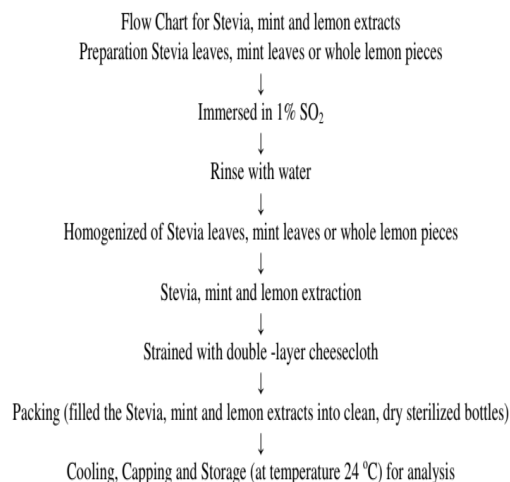 Flow Chart for Stevia, mint and lemon extracts
Preparation Stevia leaves, mint leaves or whole lemon pieces
↓
Immersed in 1% SO₂
↓
Rinse with water
↓
Homogenized of Stevia leaves, mint leaves or whole lemon pieces
↓
Stevia, mint and lemon extraction
↓
Strained with double -layer cheesecloth
↓
Packing (filled the Stevia, mint and lemon extracts into clean, dry sterilized bottles)
↓
Cooling, Capping and Storage (at temperature 24 ⁰C) for analysis